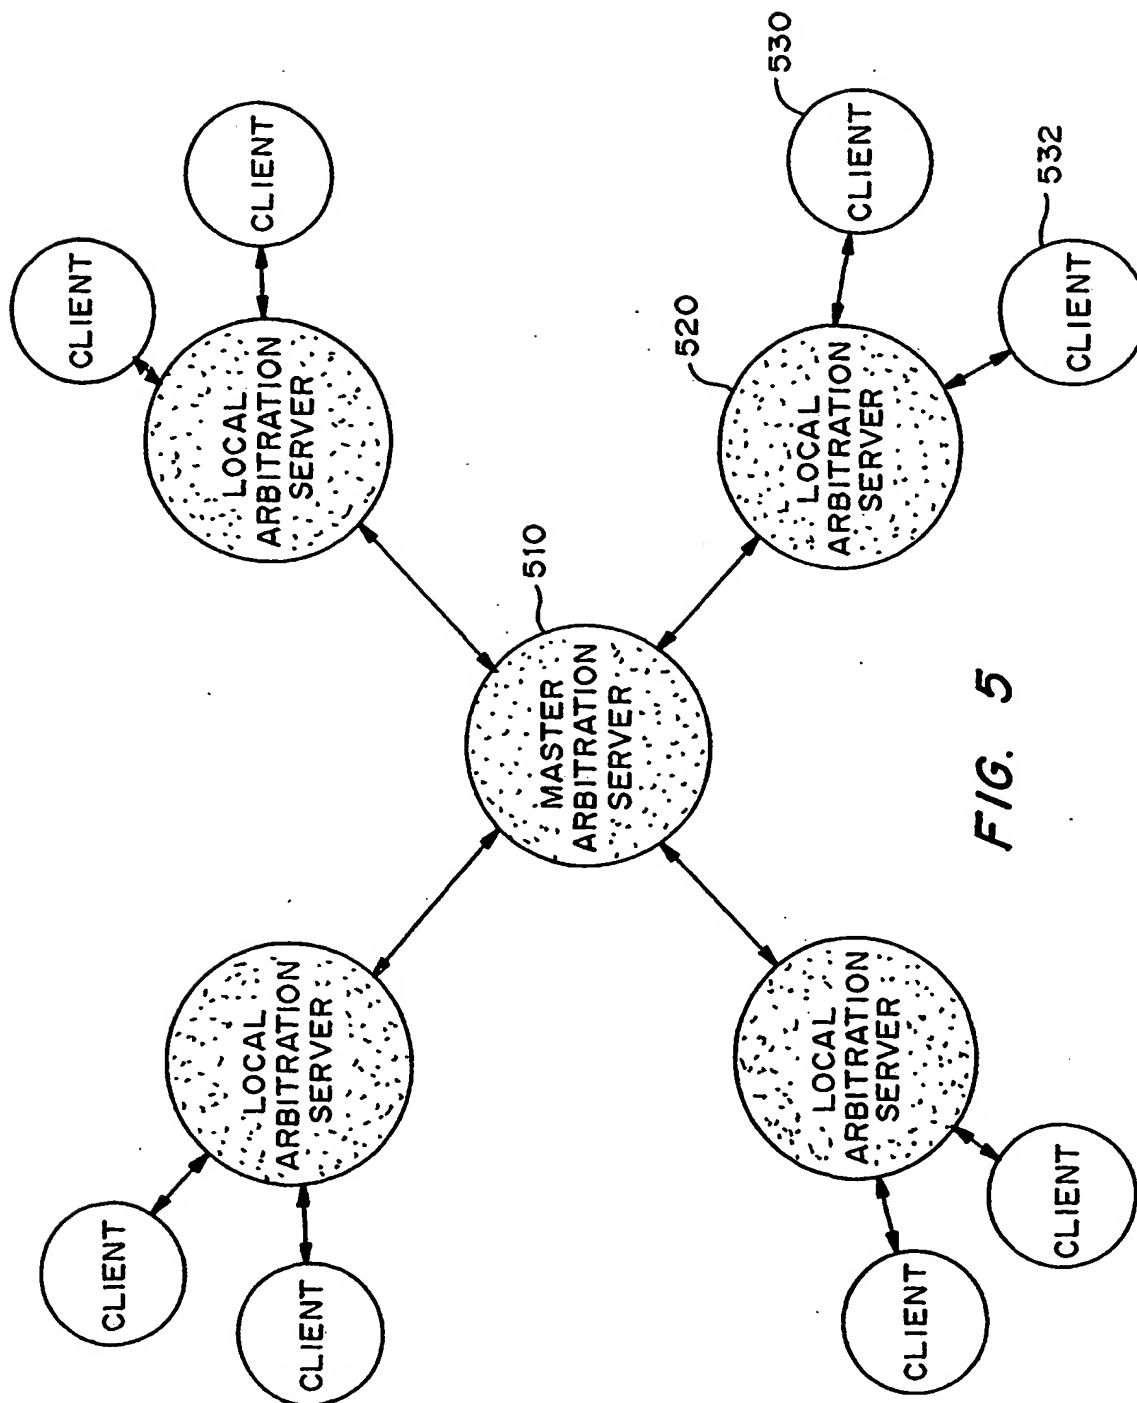 CLIENT
CLIENT
CLIENT
LOCAL
ARBITRATION
SERVER
LOCAL
ARBITRATION
SERVER
CLIENT
510
MASTER
ARBITRATION
SERVER
520
530
LOCAL
ARBITRATION
SERVER
LOCAL
ARBITRATION
SERVER
CLIENT
CLIENT
532
CLIENT
CLIENT
FIG. 5